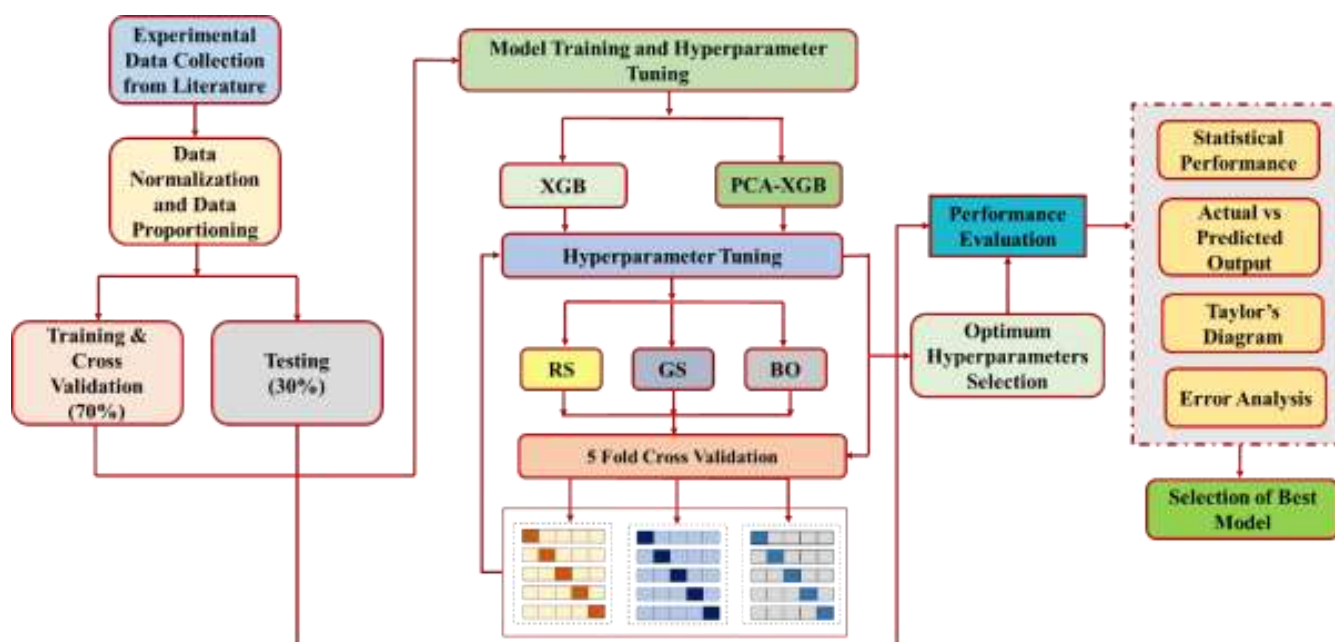 Experimental
Data Collection
from Literature
Data
Normalization
and Data
Proportioning
Training &
Cross
Validation
(70%)
Testing
(30%)
Model Training and Hyperparameter
Tuning
XGB
PCA-XGB
Hyperparameter Tuning
RS
GS
BO
5 Fold Cross Validation
Performance
Evaluation
Optimum
Hyperparameters
Selection
Statistical
Performance
Actual vs
Predicted
Output
Taylor's
Diagram
Error Analysis
Selection of Best
Model